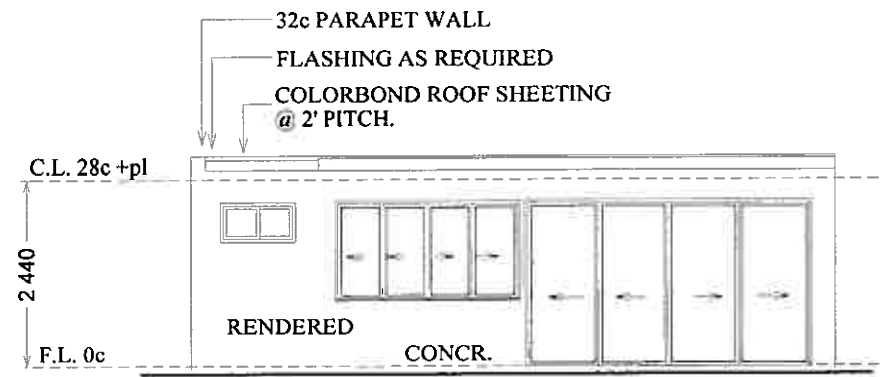 32c PARAPET WALL
FLASHING AS REQUIRED
COLORBOND ROOF SHEETING
@ 2' PITCH.
C.L. 28c +pl
2 440
RENDERED
F.L. 0c
CONCR.